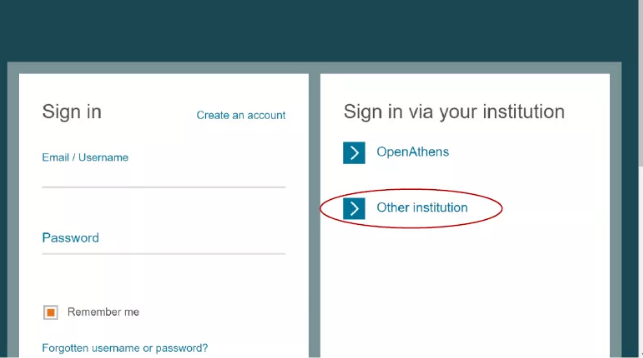 Sign in
Create an account
Email / Username
Password
Remember me
Forgotten username or password?
Sign in via your institution
OpenAthens
Other institution